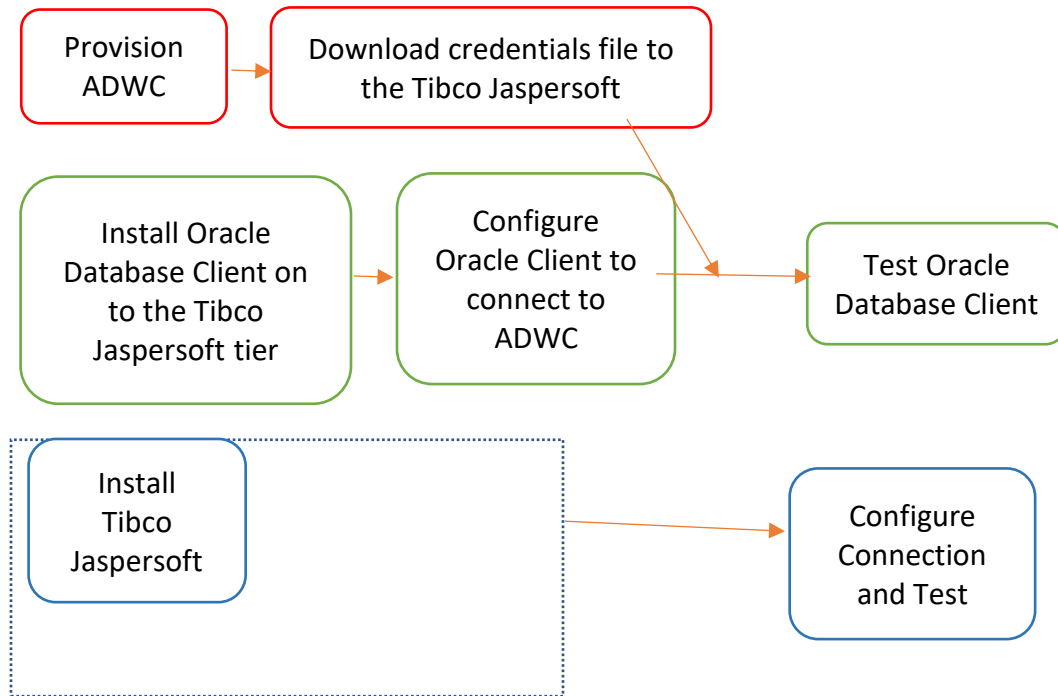 Provision
ADWC
Download credentials file to
the Tibco Jaspersoft
Install Oracle
Database Client on
to the Tibco
Jaspersoft tier
Configure
Oracle Client to
connect to
ADWC
Test Oracle
Database Client
Install
Tibco
Jaspersoft
Configure
Connection
and Test